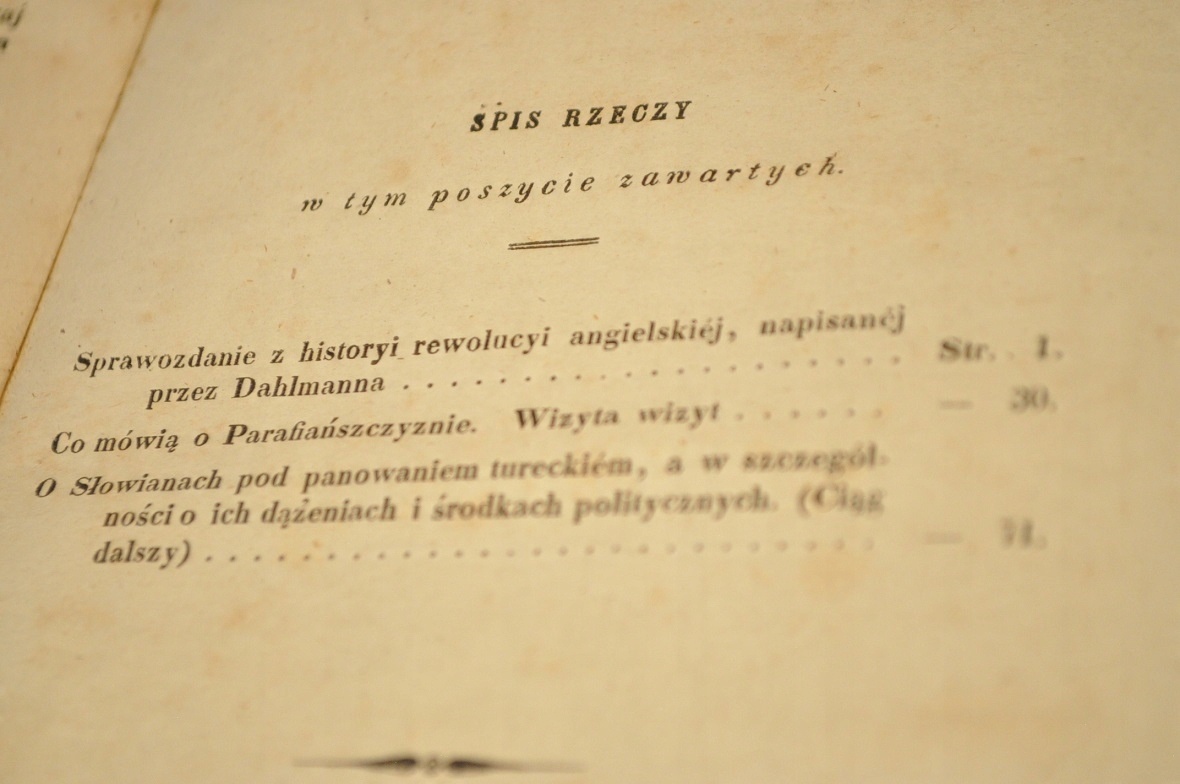 aj
SPIS RZECZY
w tym poszycie zawartych.
Sprawozdanie z historyi rewolucyi angielskiéj, napisanéj
przez Dahlmanna . . . . . . . . . . . . . . . . . . Str. 1.
Co mówią o Parafiańszczyznie. Wizyta wizyt . . . . . . — 30.
O Słowianach pod panowaniem tureckiém, a w szczegól-
ności o ich dążeniach i środkach politycznych. (Ciąg
dalszy) . . . . . . . . . . . . . . . . . . . . . . . . —